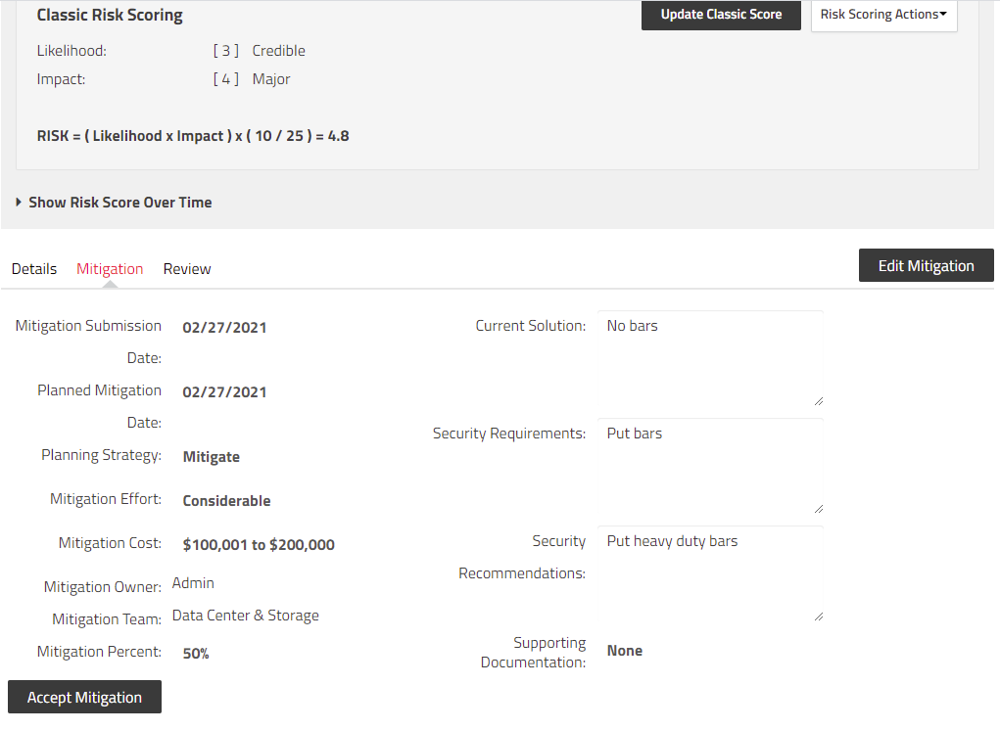 Classic Risk Scoring
Update Classic Score
Risk Scoring Actions
Likelihood: [ 3 ] Credible
Impact: [ 4 ] Major
RISK = ( Likelihood x Impact ) x ( 10 / 25 ) = 4.8
Show Risk Score Over Time
Details Mitigation Review
Edit Mitigation
Mitigation Submission
Date:
02/27/2021
Planned Mitigation
Date:
02/27/2021
Planning Strategy: Mitigate
Mitigation Effort: Considerable
Mitigation Cost: $100,001 to $200,000
Mitigation Owner: Admin
Mitigation Team: Data Center & Storage
Mitigation Percent: 50%
Current Solution: No bars
Security Requirements: Put bars
Security
Recommendations:
Put heavy duty bars
Supporting
Documentation:
None
Accept Mitigation